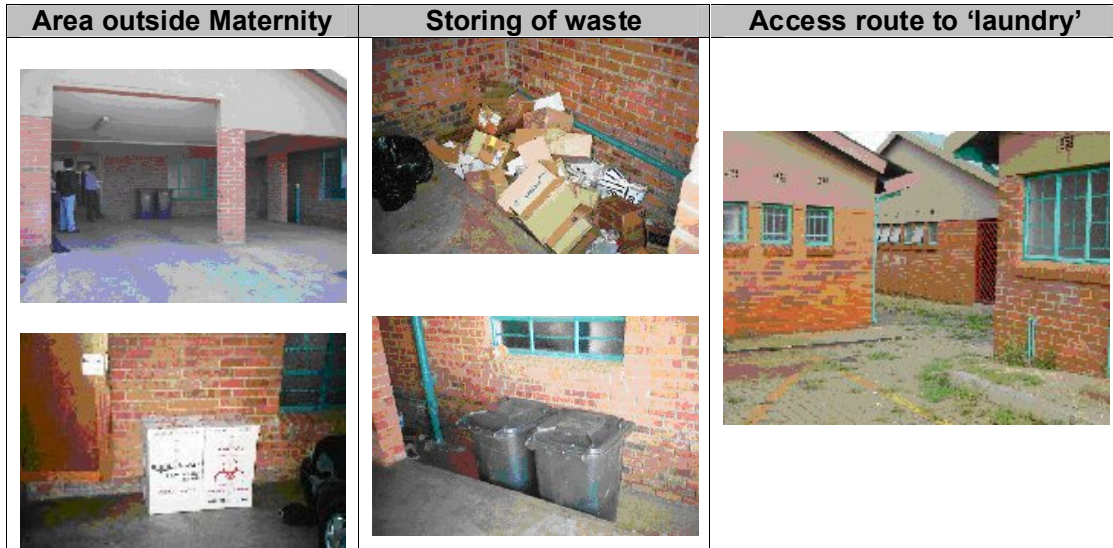 Area outside Maternity
Storing of waste
Access route to ‘laundry’